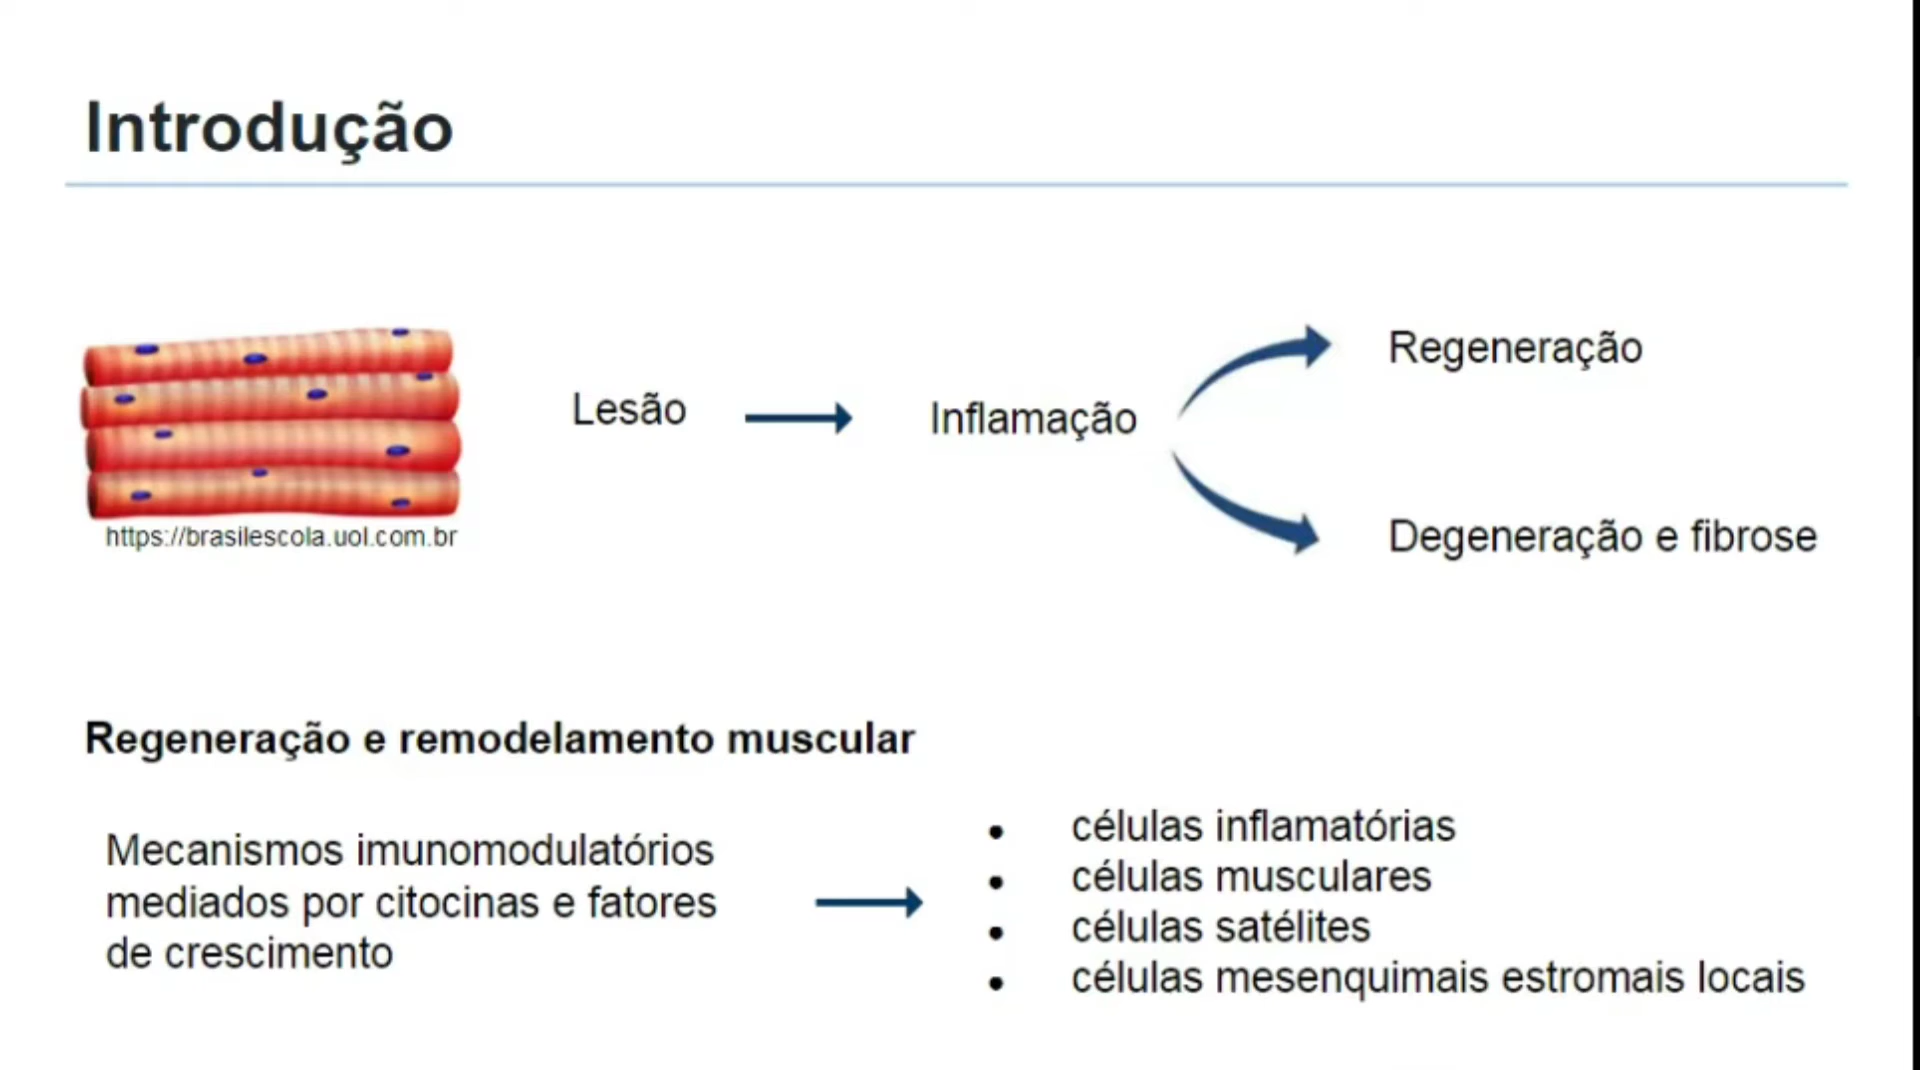 Introdução
https://brasilescola.uol.com.br
Lesão
Inflamação
Regeneração
Degeneração e fibrose
Regeneração e remodelamento muscular
Mecanismos imunomodulatórios
mediados por citocinas e fatores
de crescimento
• células inflamatórias
• células musculares
• células satélites
• células mesenquimais estromais locais